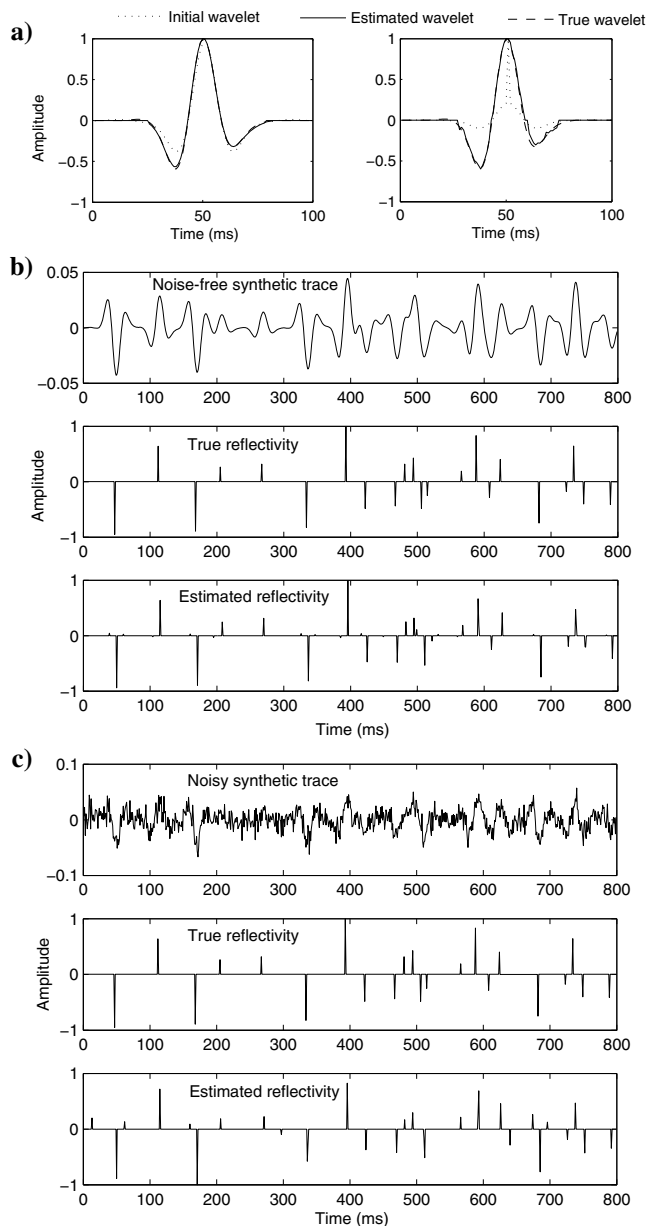 Initial wavelet Estimated wavelet True wavelet
a)
Amplitude
1
0.5
0
−0.5
−1
0 50 100
Time (ms)
1
0.5
0
−0.5
−1
0 50 100
Time (ms)
b)
Noise-free synthetic trace
0.05
0
−0.05
0 100 200 300 400 500 600 700 800
True reflectivity
Amplitude
1
0
−1
0 100 200 300 400 500 600 700 800
Estimated reflectivity
1
0
−1
0 100 200 300 400 500 600 700 800
Time (ms)
c)
Noisy synthetic trace
0.1
0
−0.1
0 100 200 300 400 500 600 700 800
True reflectivity
Amplitude
1
0
−1
0 100 200 300 400 500 600 700 800
Estimated reflectivity
1
0
−1
0 100 200 300 400 500 600 700 800
Time (ms)